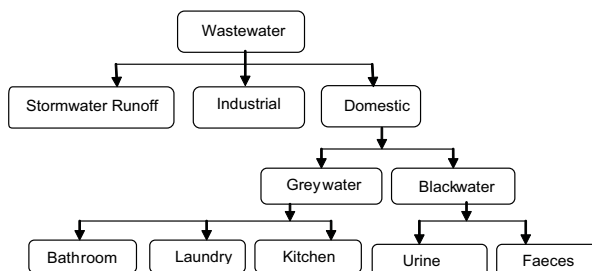 Wastewater
Stormwater Runoff
Industrial
Domestic
Greywater
Blackwater
Bathroom
Laundry
Kitchen
Urine
Faeces